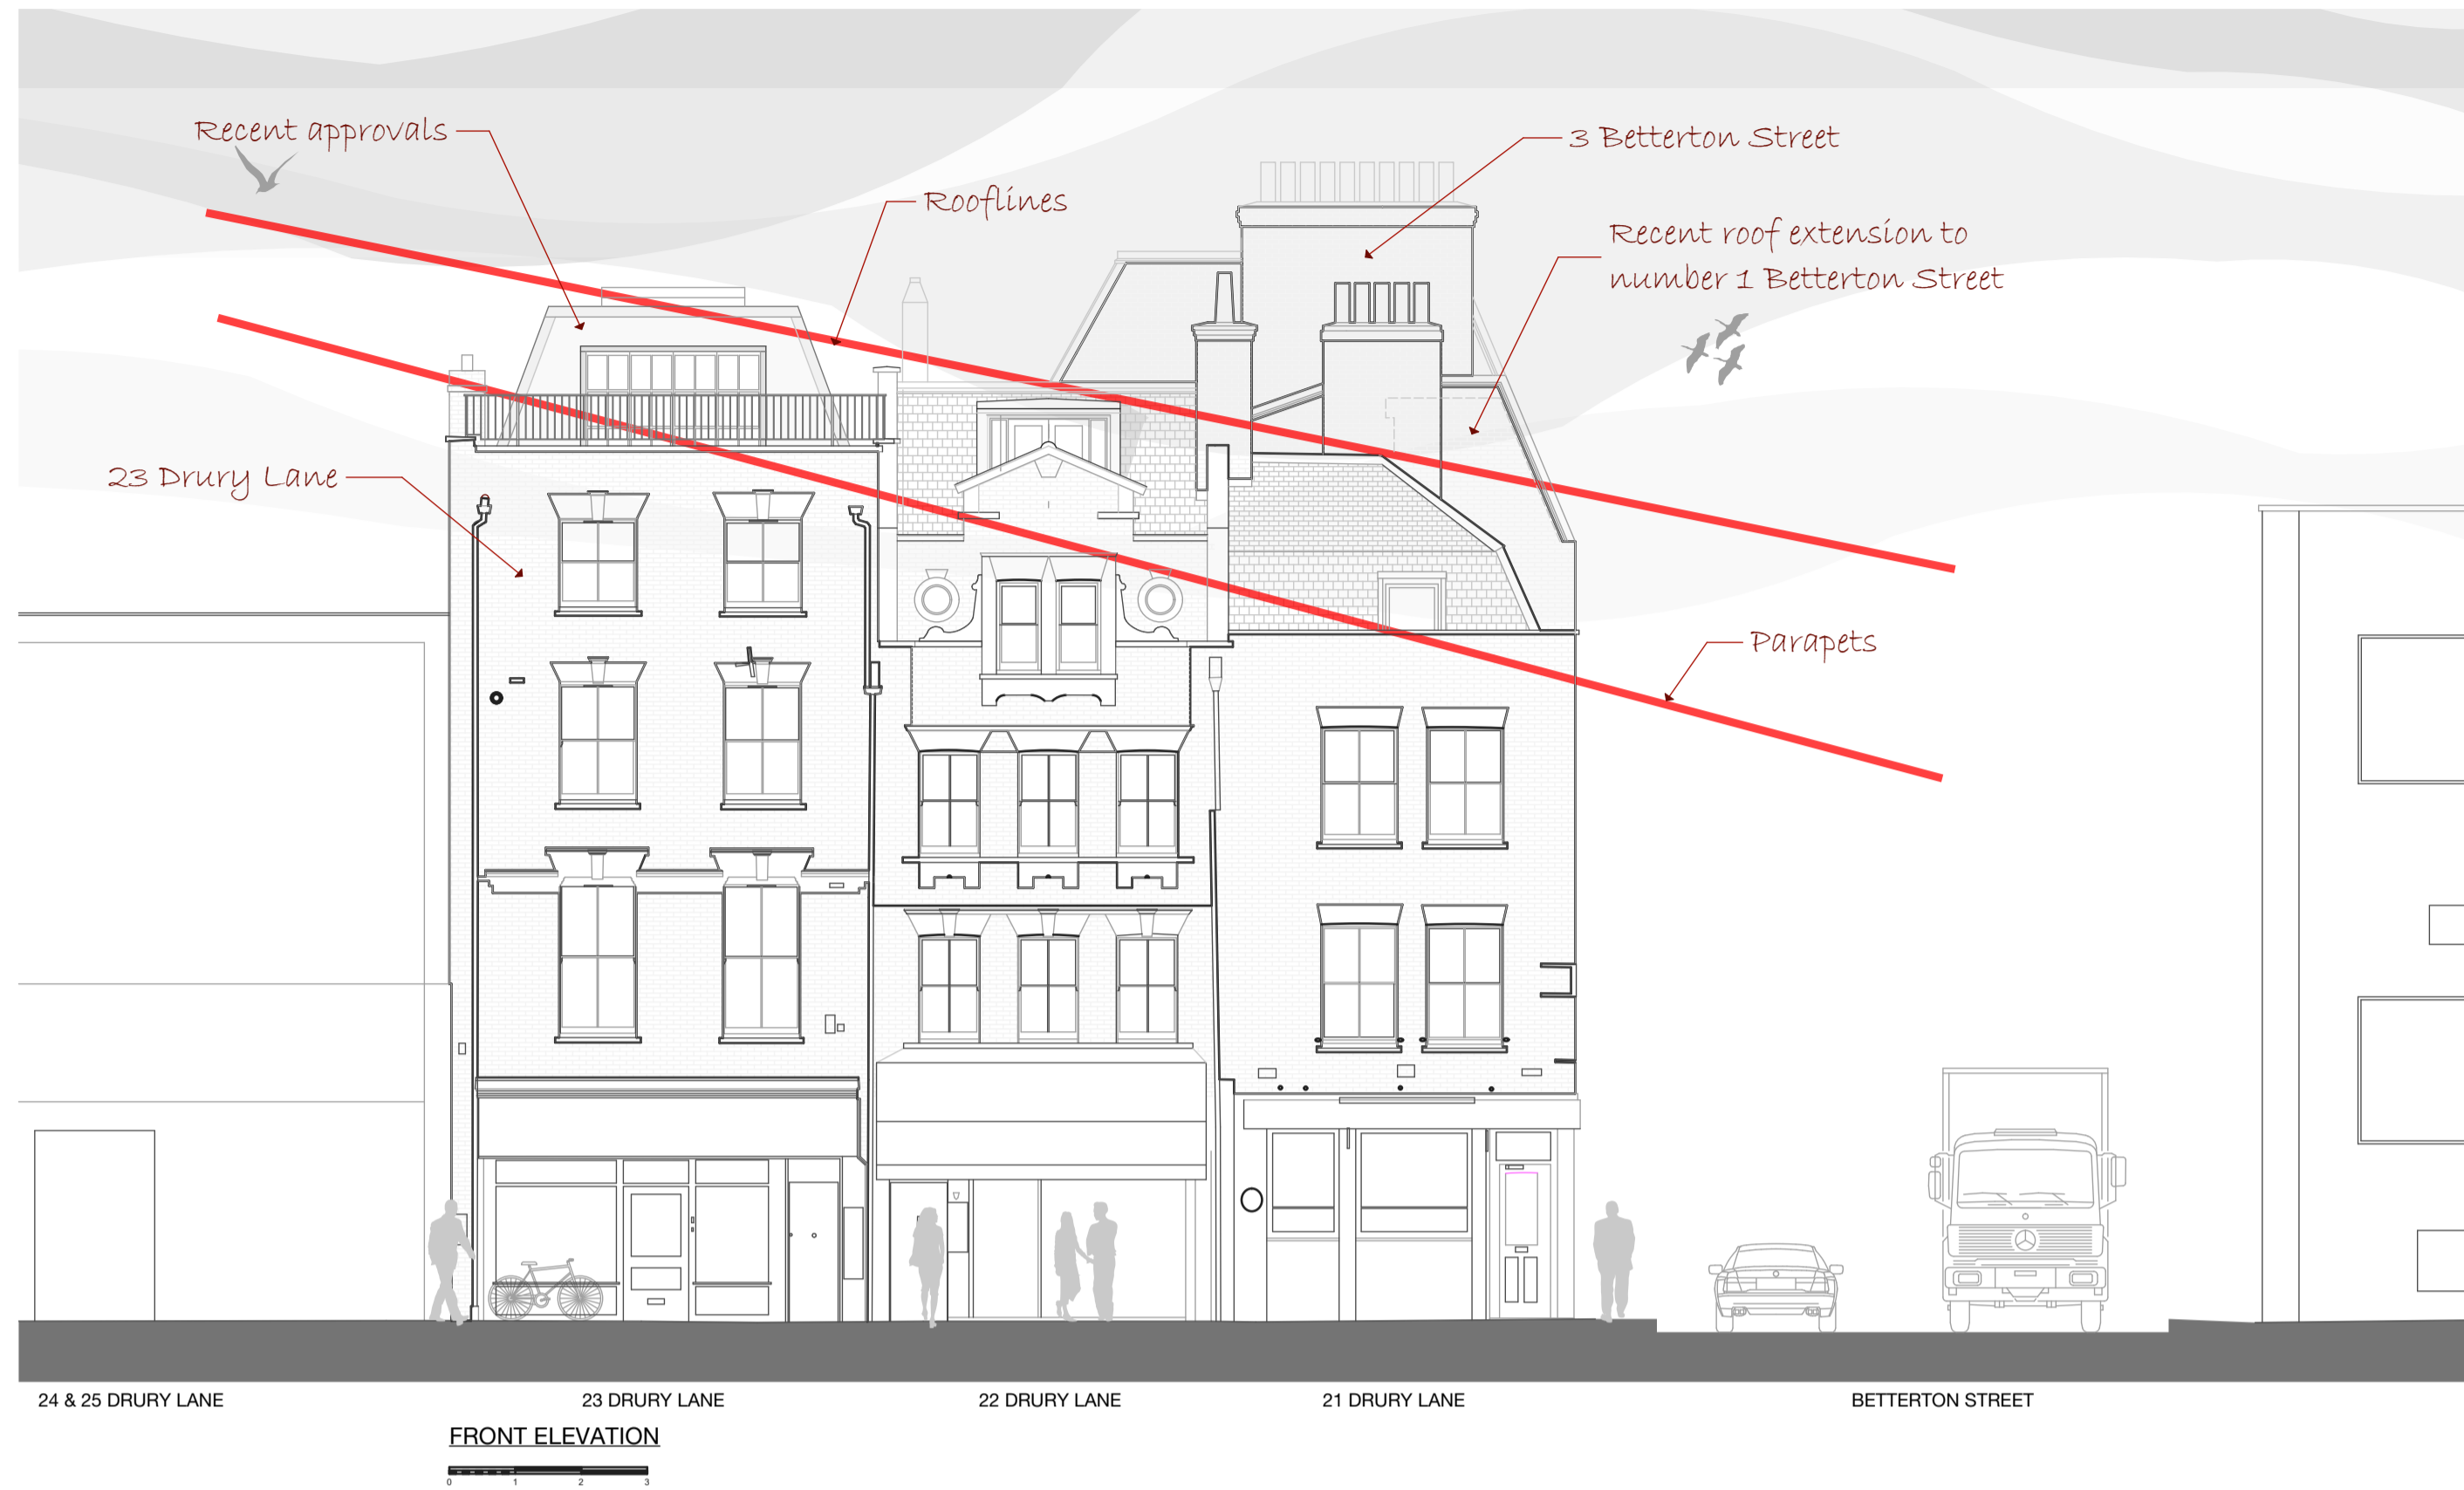 Recent approvals
3 Betterton Street
Rooflines
Recent roof extension to
number 1 Betterton Street
23 Drury Lane
Parapets
24 & 25 DRURY LANE
23 DRURY LANE
22 DRURY LANE
21 DRURY LANE
BETTERTON STREET
FRONT ELEVATION
0 1 2 3